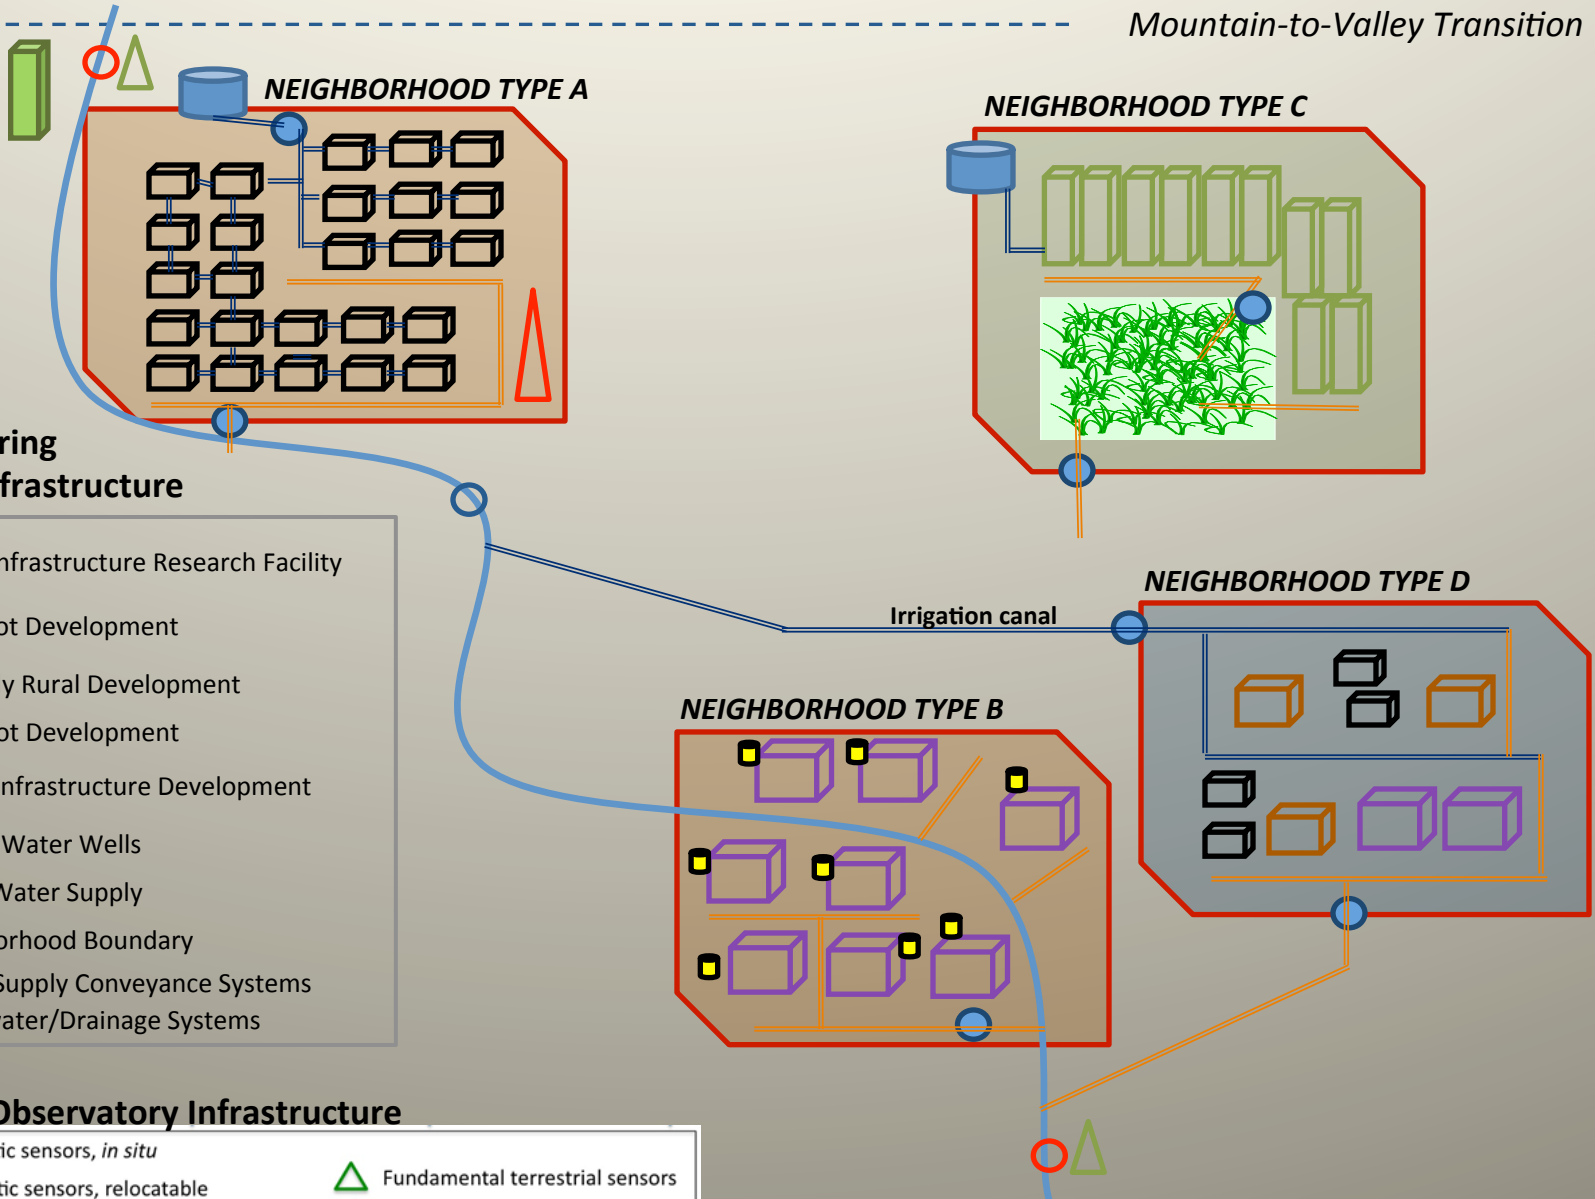 Mountain-to-Valley Transition
NEIGHBORHOOD TYPE A
NEIGHBORHOOD TYPE C
ring
frastructure
nfrastructure Research Facility
ot Development
y Rural Development
ot Development
nfrastructure Development
Water Wells
Water Supply
orhood Boundary
Supply Conveyance Systems
ater/Drainage Systems
NEIGHBORHOOD TYPE D
Irrigation canal
NEIGHBORHOOD TYPE B
Observatory Infrastructure
tic sensors, in situ
tic sensors, relocatable
Fundamental terrestrial sensors